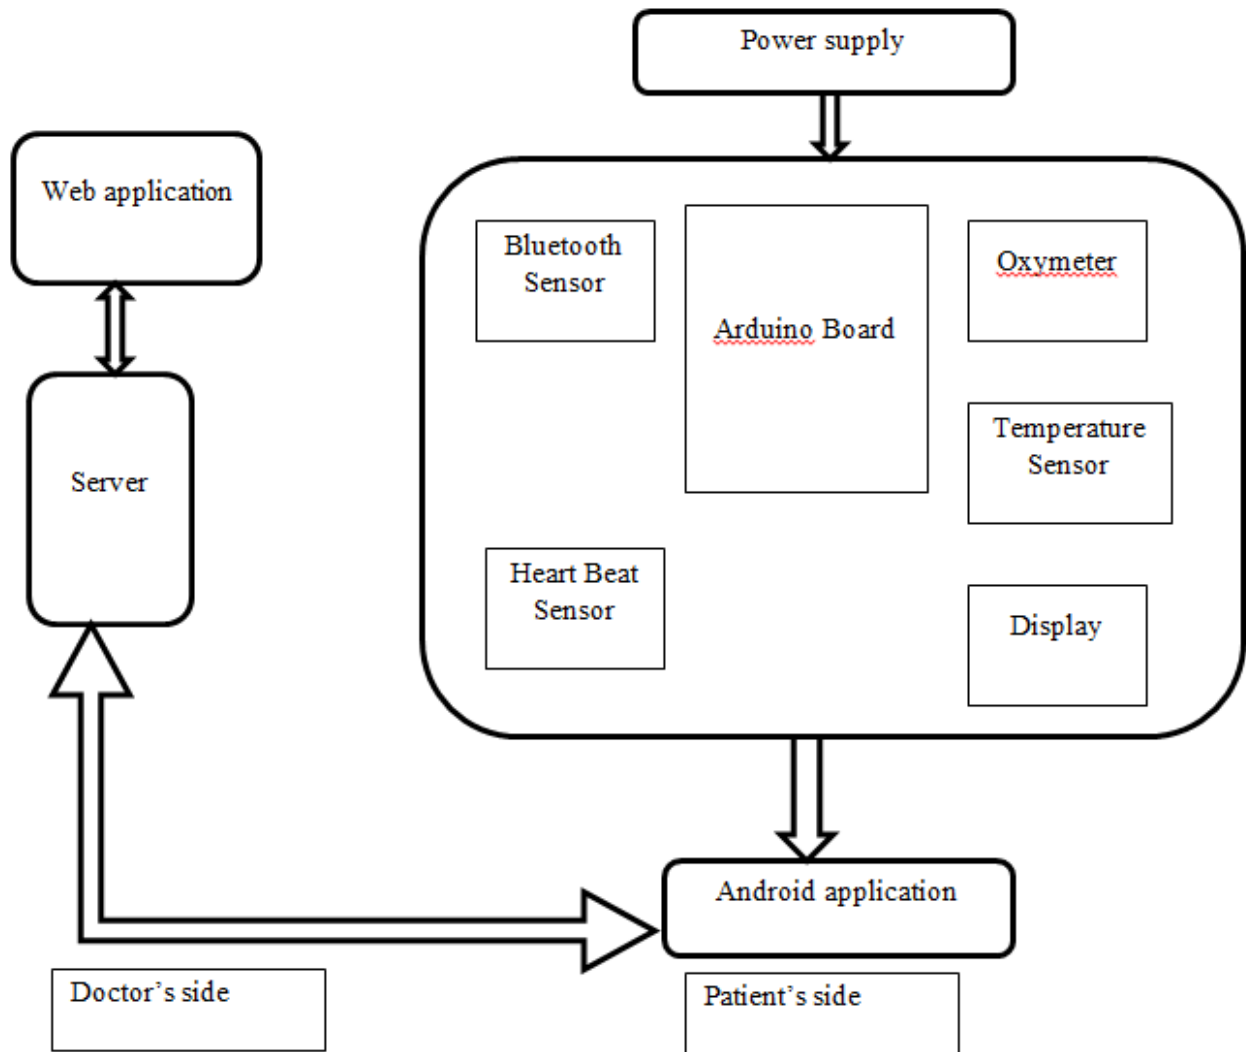 Power supply
Web application
Bluetooth
Sensor
Arduino Board
Oxymeter
Temperature
Sensor
Server
Heart Beat
Sensor
Display
Android application
Doctor’s side
Patient’s side